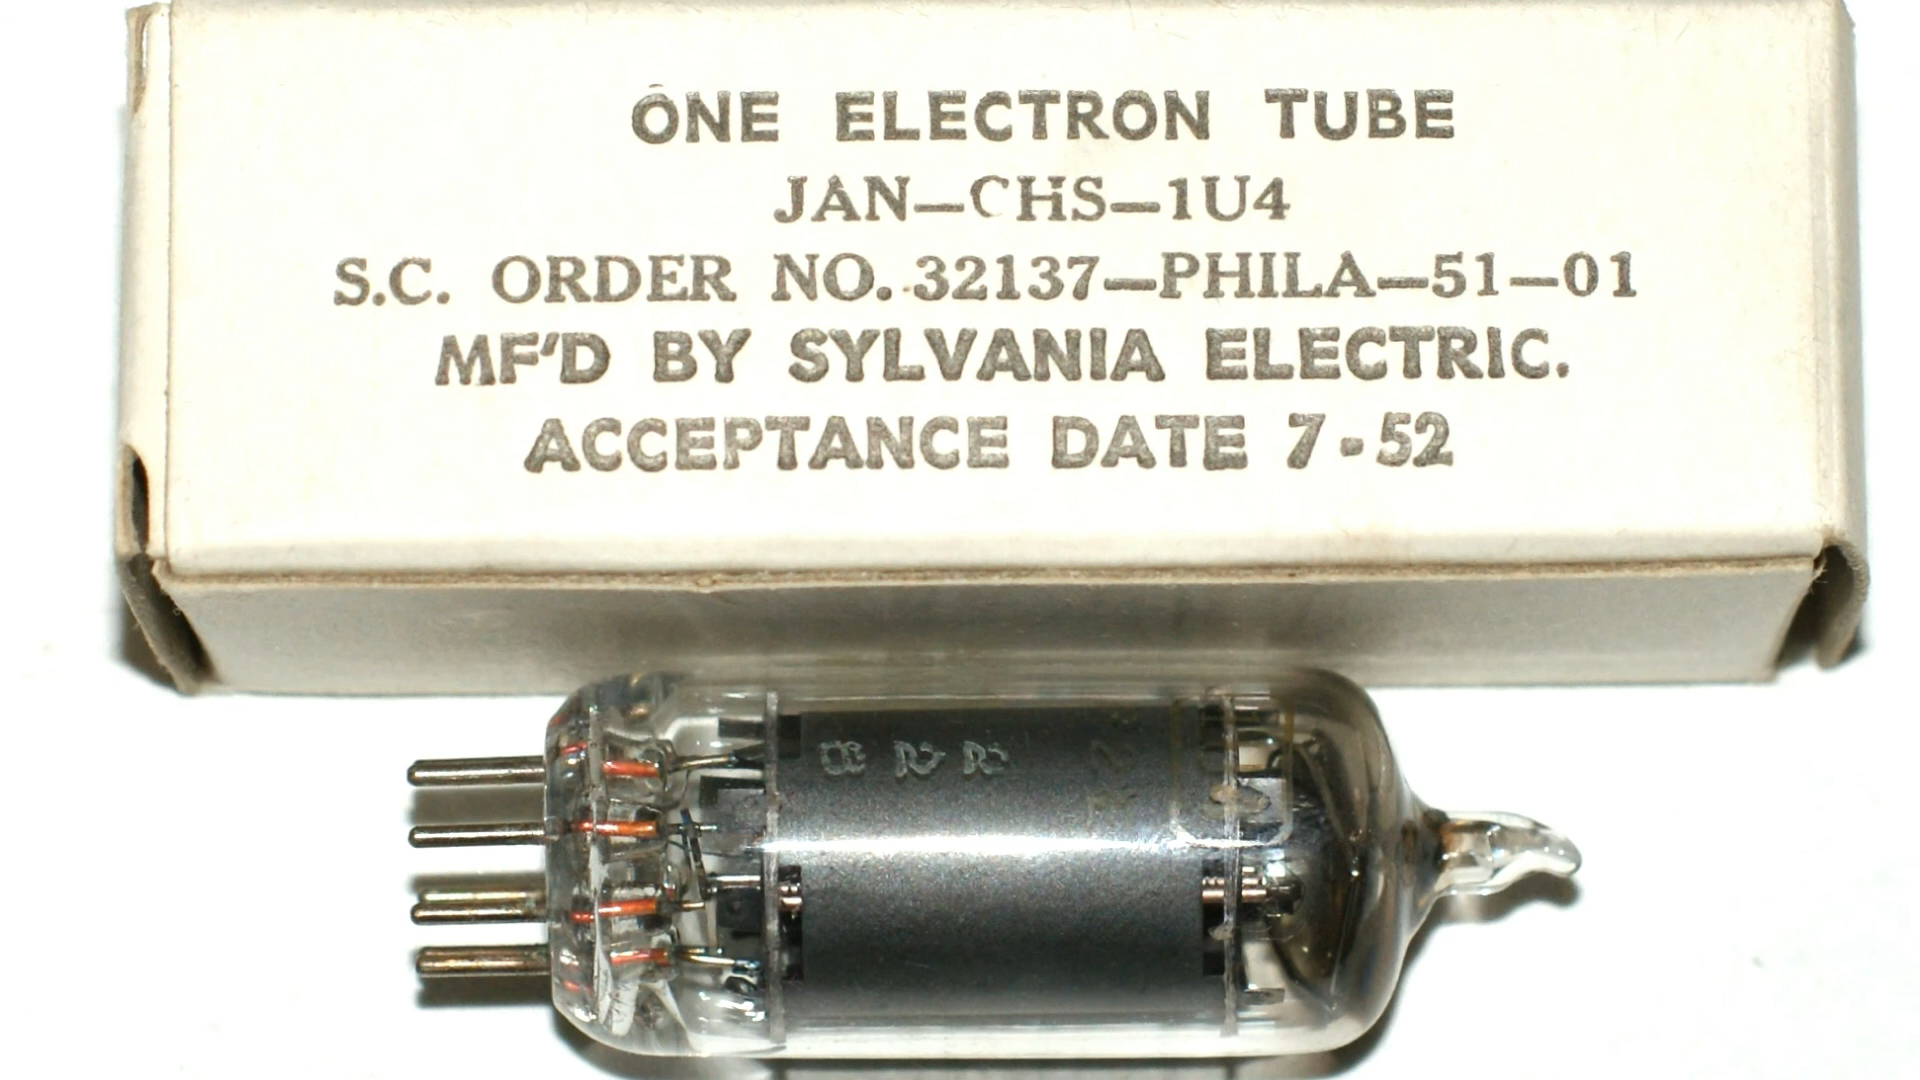 ONE ELECTRON TUBE
JAN-CHS-1U4
S.C. ORDER NO. 32137-PHILA-51-01
MF'D BY SYLVANIA ELECTRIC.
ACCEPTANCE DATE 7-52